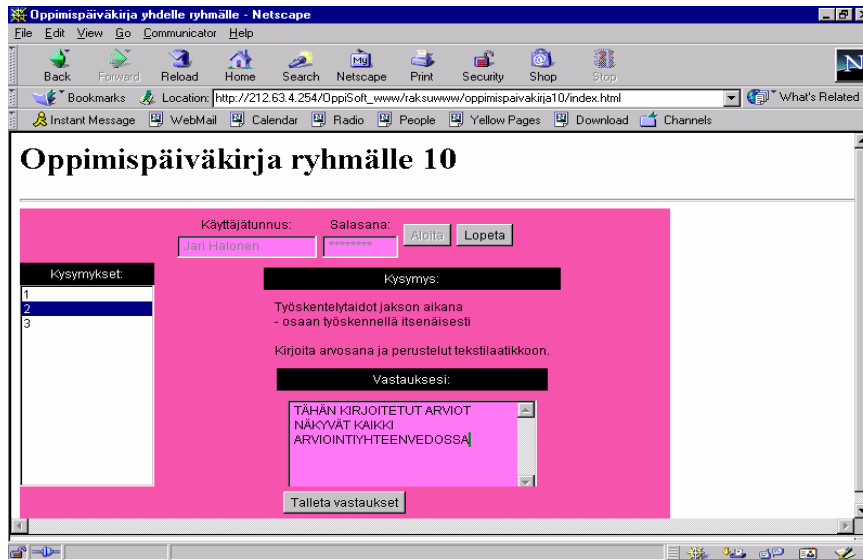 Oppimispäiväkirja yhdelle ryhmälle - Netscape
File Edit View Go Communicator Help
Back Forward Reload Home Search Netscape Print Security Shop Stop
Bookmarks Location: http://212.63.4.254/OppiSoft_www/raksuwww/oppimispaivakirja10/index.html What's Related
Instant Message WebMail Calendar Radio People Yellow Pages Download Channels
Oppimispäiväkirja ryhmälle 10
Käyttäjätunnus: Salasana:
Jari Halonen ******** Aloita Lopeta
Kysymykset:
1
2
3
Kysymys:
Työskentelytaidot jakson aikana
- osaan työskennellä itsenäisesti
Kirjoita arvosana ja perustelut tekstilaatikkoon.
Vastauksesi:
TÄHÄN KIRJOITETUT ARVIOT
NÄKYVÄT KAIKKI
ARVIOINTIYHTEENVEDOSSA
Talleta vastaukset